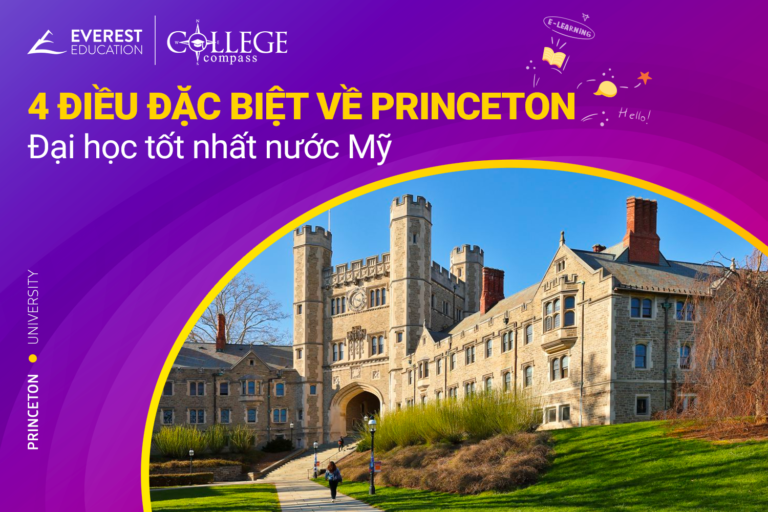 EVEREST
EDUCATION
COLLEGE
compass
E-LEARNING
4 ĐIỀU ĐẶC BIỆT VỀ PRINCETON
Hello!
Đại học tốt nhất nước Mỹ
PRINCETON • UNIVERSITY